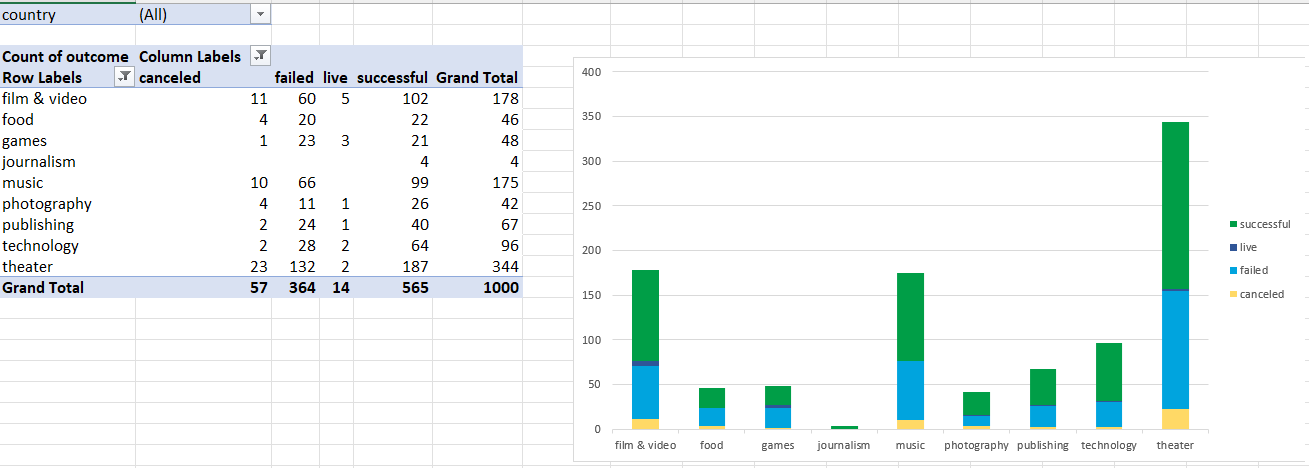 country (All)
Count of outcome Column Labels
Row Labels canceled failed live successful Grand Total
film & video 11 60 5 102 178
food 4 20 22 46
games 1 23 3 21 48
journalism 4 4
music 10 66 99 175
photography 4 11 1 26 42
publishing 2 24 1 40 67
technology 2 28 2 64 96
theater 23 132 2 187 344
Grand Total 57 364 14 565 1000
400
350
300
250
200
150
100
50
0
film & video food games journalism music photography publishing technology theater
successful
live
failed
canceled